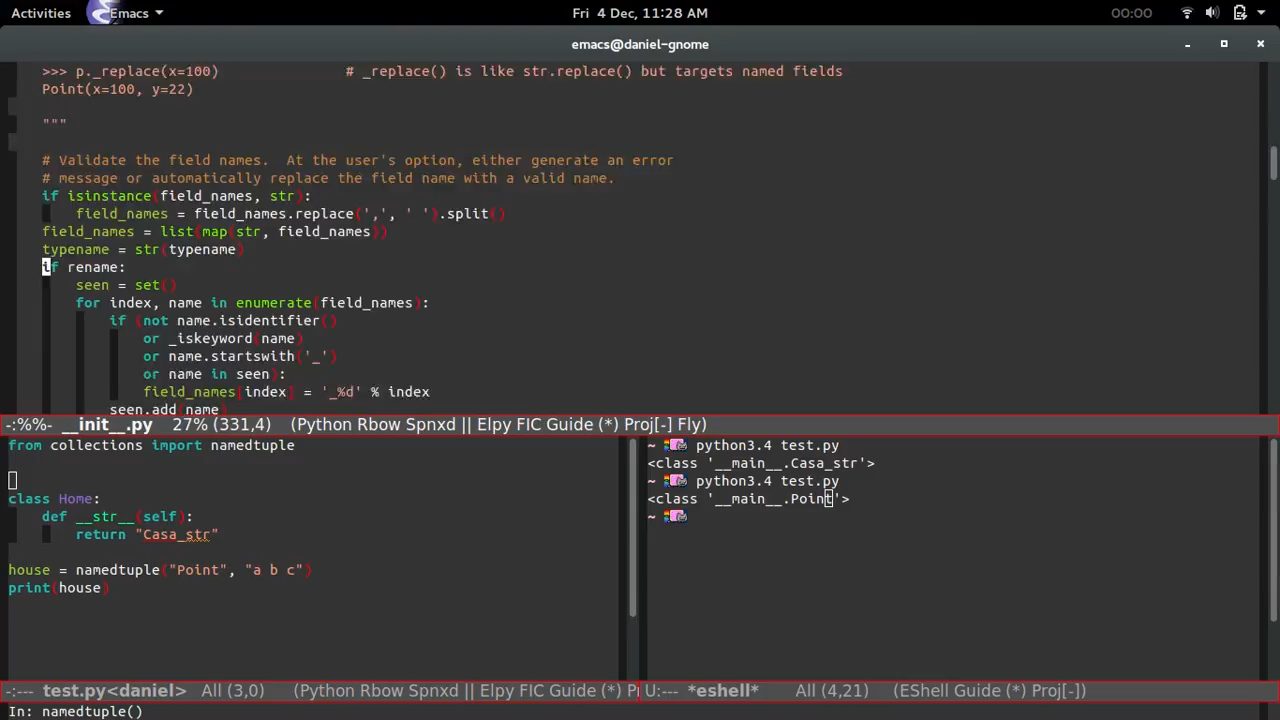 Activities Emacs Fri 4 Dec, 11:28 AM 00:00
emacs@daniel-gnome
>>> p._replace(x=100)               # _replace() is like str.replace() but targets named fields
Point(x=100, y=22)
"""
# Validate the field names.  At the user's option, either generate an error
# message or automatically replace the field name with a valid name.
if isinstance(field_names, str):
    field_names = field_names.replace(',', ' ').split()
field_names = list(map(str, field_names))
typename = str(typename)
if rename:
    seen = set()
    for index, name in enumerate(field_names):
        if (not name.isidentifier()
            or _iskeyword(name)
            or name.startswith('_')
            or name in seen):
            field_names[index] = '_%d' % index
        seen.add(name)
-:%%- __init__.py   27% (331,4)   (Python Rbow Spnxd || Elpy FIC Guide (*) Proj[-] Fly)
from collections import namedtuple
class Home:
    def __str__(self):
        return "Casa_str"
house = namedtuple("Point", "a b c")
print(house)
~ python3.4 test.py
<class '__main__.Casa_str'>
~ python3.4 test.py
<class '__main__.Point'>
~
-:--- test.py<daniel>   All (3,0)   (Python Rbow Spnxd || Elpy FIC Guide (*) Pr
U:--- *eshell*   All (4,21)   (EShell Guide (*) Proj[-])
In: namedtuple()